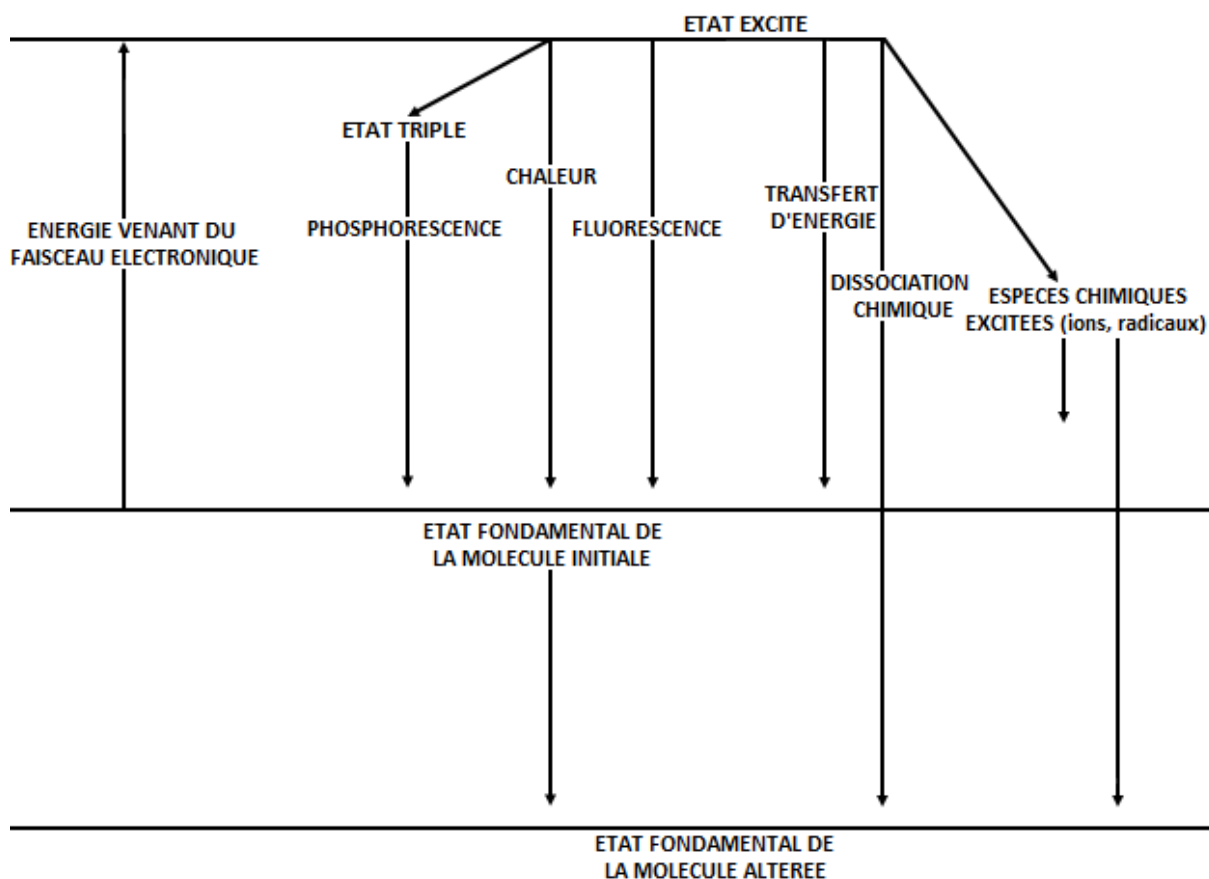 ETAT EXCITE
ETAT TRIPLE
CHALEUR
TRANSFERT
D'ENERGIE
ENERGIE VENANT DU
FAISCEAU ELECTRONIQUE
PHOSPHORESCENCE
FLUORESCENCE
DISSOCIATION
CHIMIQUE
ESPECES CHIMIQUES
EXCITEES (ions, radicaux)
ETAT FONDAMENTAL DE
LA MOLECULE INITIALE
ETAT FONDAMENTAL DE
LA MOLECULE ALTEREE